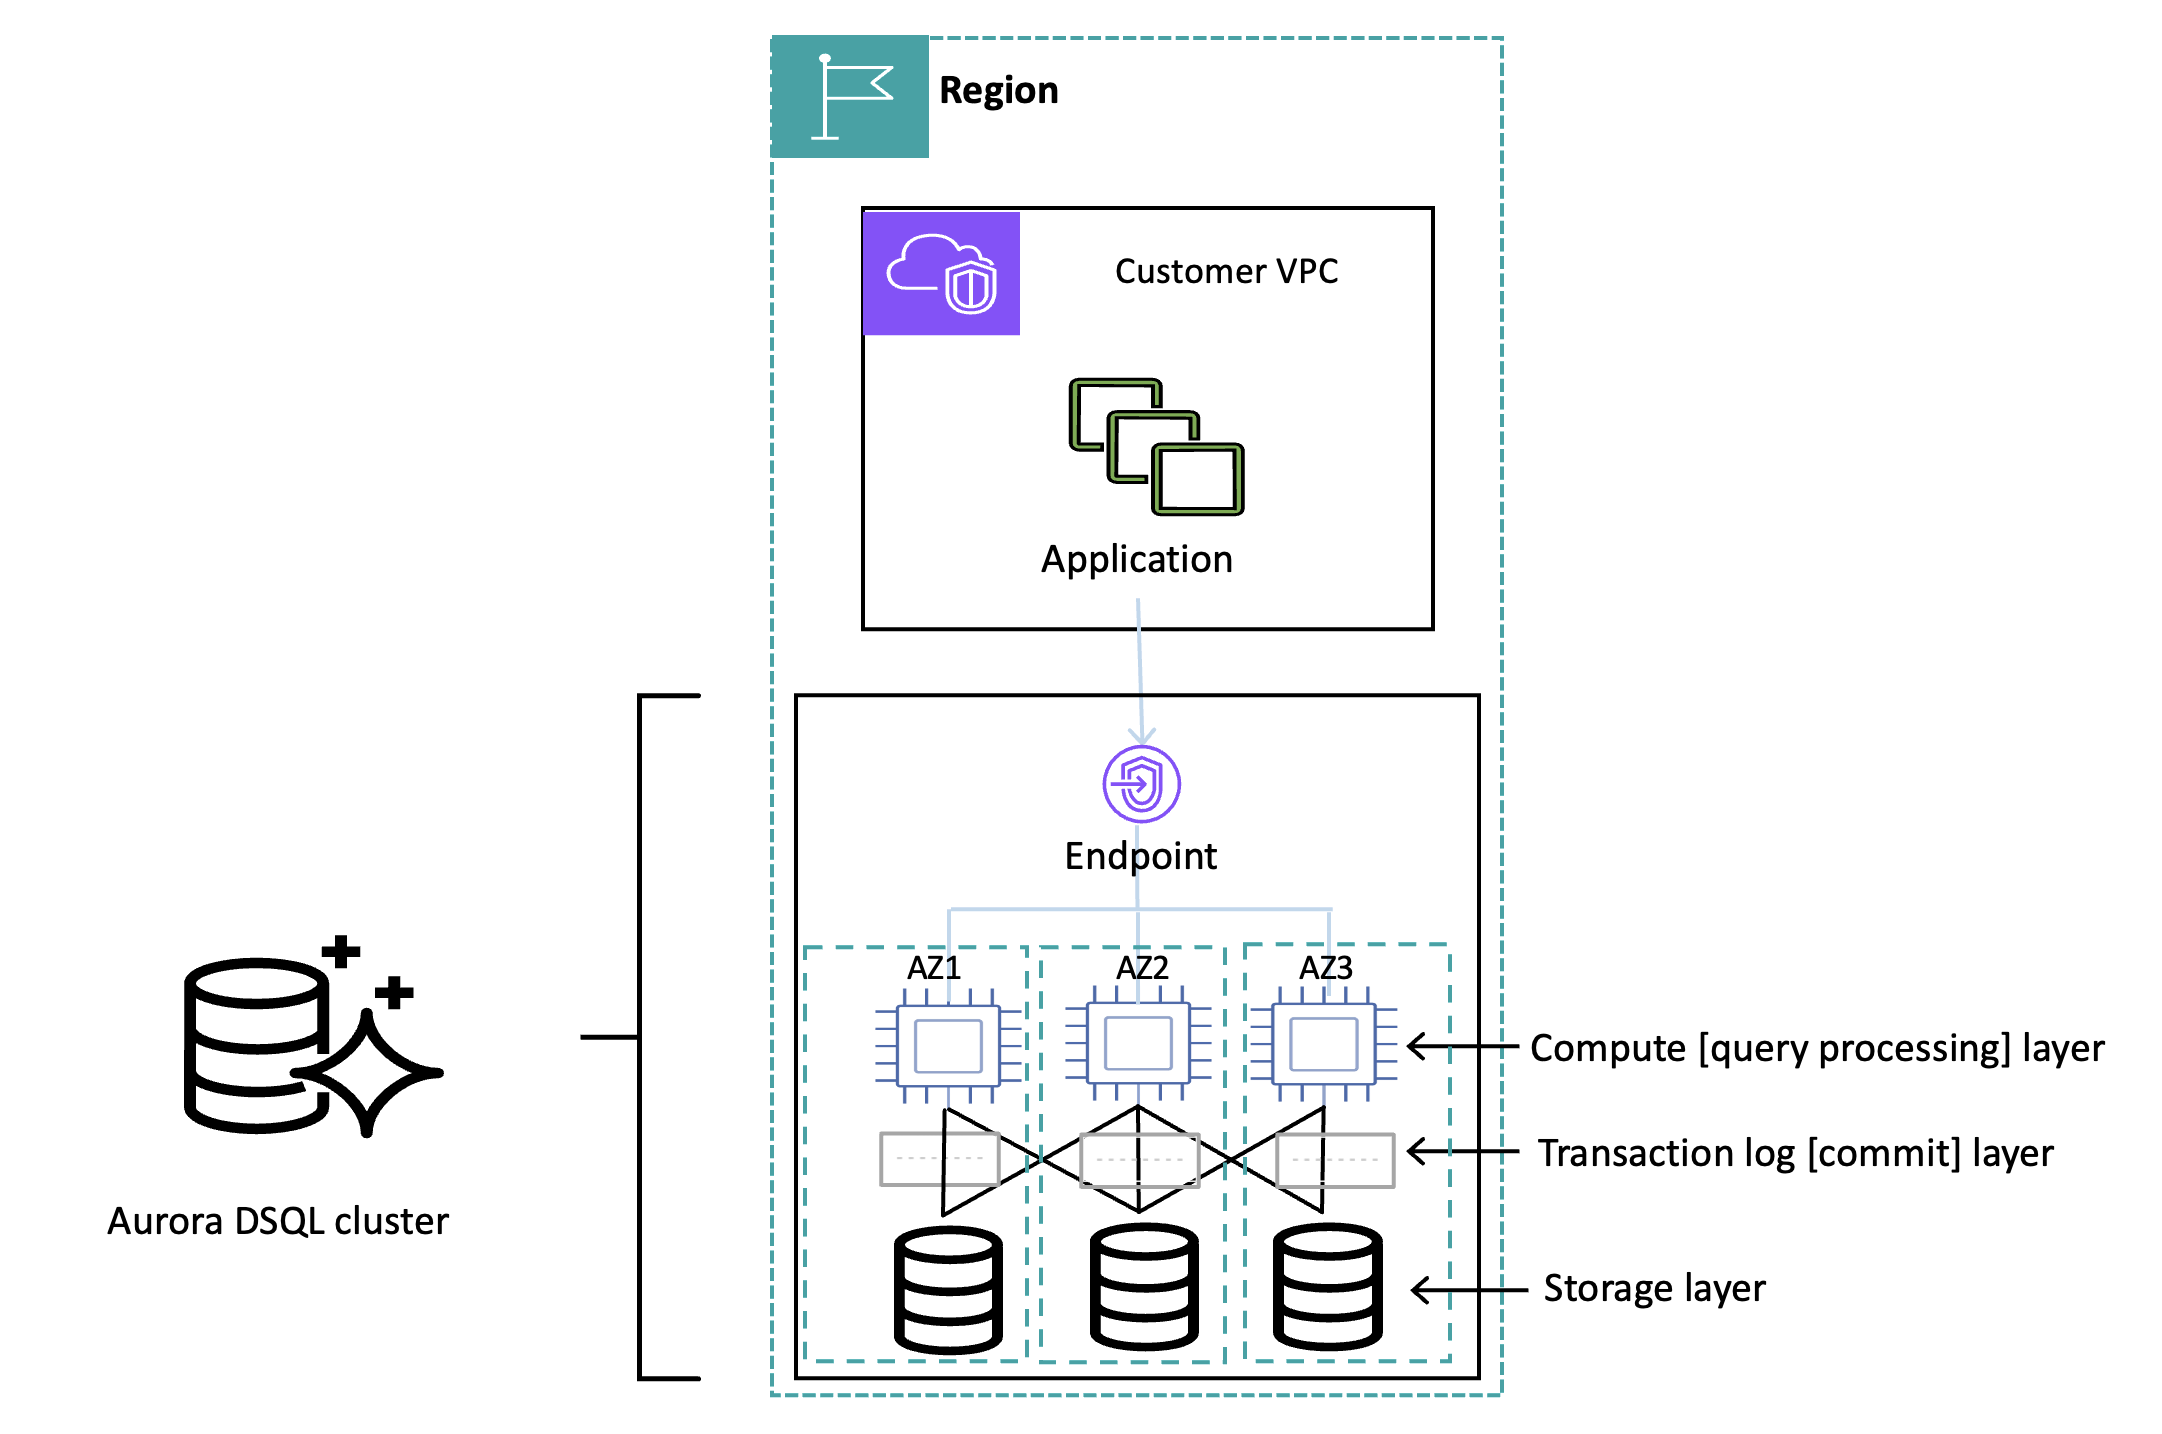 Region
Customer VPC
Application
Endpoint
AZ1
AZ2
AZ3
Compute [query processing] layer
Transaction log [commit] layer
Aurora DSQL cluster
Storage layer